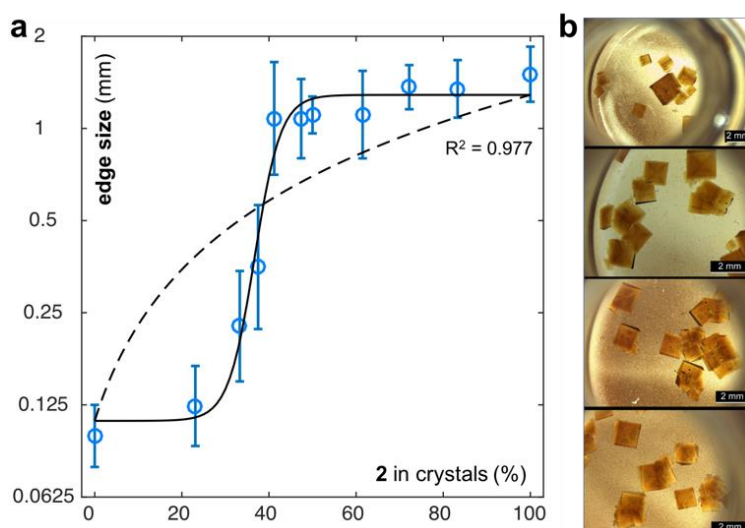 a
b
2
1
0.5
0.25
0.125
0.0625
edge size (mm)
R² = 0.977
2 in crystals (%)
0
20
40
60
80
100
2 mm
2 mm
2 mm
2 mm